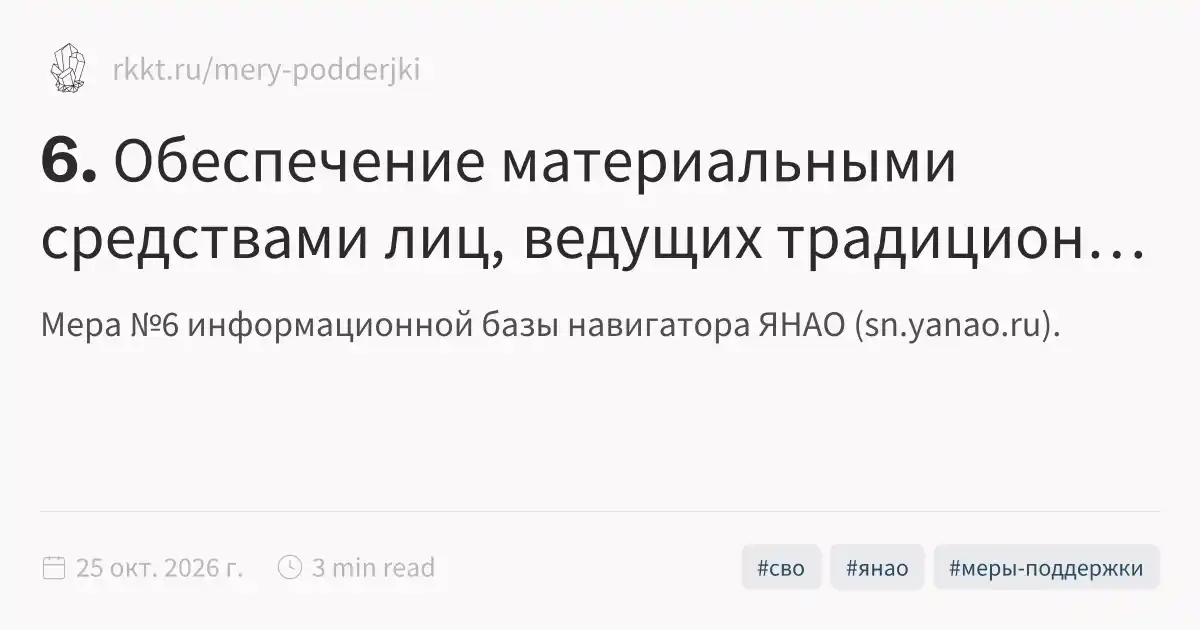 rkkt.ru/mery-podderjki
6. Обеспечение материальными
средствами лиц, ведущих традицион…
Мера №6 информационной базы навигатора ЯНАО (sn.yanao.ru).
25 окт. 2026 г.
3 min read
#сво
#янао
#меры-поддержки